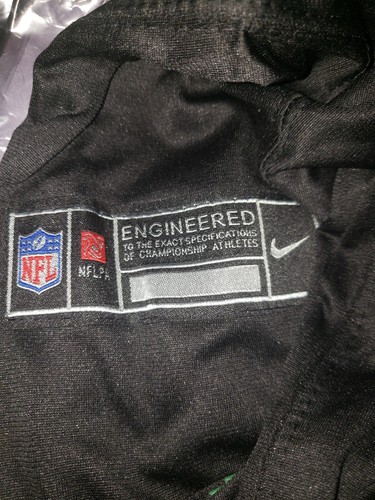 NFL
NFLPA
ENGINEERED
TO THE EXACT SPECIFICATIONS
OF CHAMPIONSHIP ATHLETES